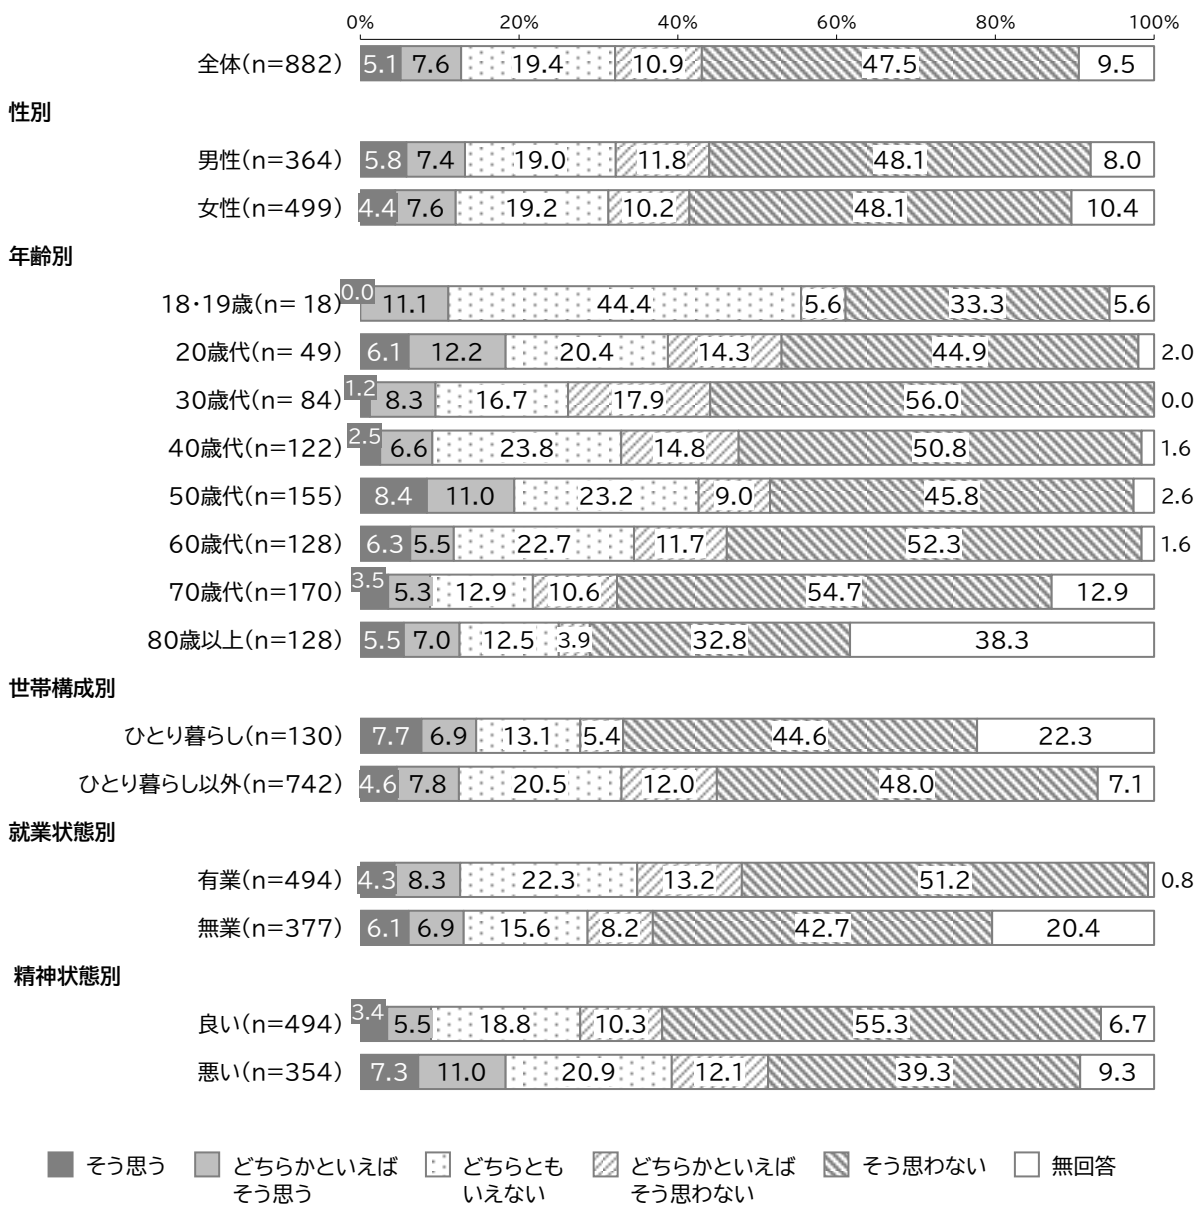 0% 20% 40% 60% 80% 100%
全体(n=882) 5.1 7.6 19.4 10.9 47.5 9.5
性別
男性(n=364) 5.8 7.4 19.0 11.8 48.1 8.0
女性(n=499) 4.4 7.6 19.2 10.2 48.1 10.4
年齢別
18・19歳(n= 18) 0.0 11.1 44.4 5.6 33.3 5.6
20歳代(n= 49) 6.1 12.2 20.4 14.3 44.9 2.0
30歳代(n= 84) 1.2 8.3 16.7 17.9 56.0 0.0
40歳代(n=122) 2.5 6.6 23.8 14.8 50.8 1.6
50歳代(n=155) 8.4 11.0 23.2 9.0 45.8 2.6
60歳代(n=128) 6.3 5.5 22.7 11.7 52.3 1.6
70歳代(n=170) 3.5 5.3 12.9 10.6 54.7 12.9
80歳以上(n=128) 5.5 7.0 12.5 3.9 32.8 38.3
世帯構成別
ひとり暮らし(n=130) 7.7 6.9 13.1 5.4 44.6 22.3
ひとり暮らし以外(n=742) 4.6 7.8 20.5 12.0 48.0 7.1
就業状態別
有業(n=494) 4.3 8.3 22.3 13.2 51.2 0.8
無業(n=377) 6.1 6.9 15.6 8.2 42.7 20.4
精神状態別
良い(n=494) 3.4 5.5 18.8 10.3 55.3 6.7
悪い(n=354) 7.3 11.0 20.9 12.1 39.3 9.3
そう思う どちらかといえば どちらとも どちらかといえば そう思わない 無回答
そう思う いえない そう思わない